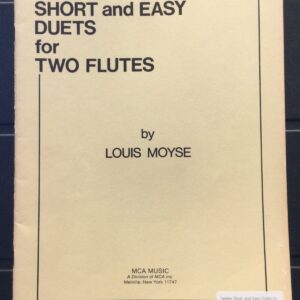 SHORT and EASY
DUETS
for
TWO FLUTES
by
LOUIS MOYSE
MCA MUSIC
A Division of MCA Inc.
Melville, New York 11747